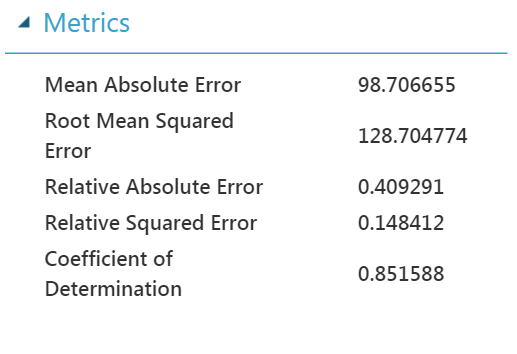 Metrics
Mean Absolute Error 98.706655
Root Mean Squared
Error 128.704774
Relative Absolute Error 0.409291
Relative Squared Error 0.148412
Coefficient of
Determination 0.851588